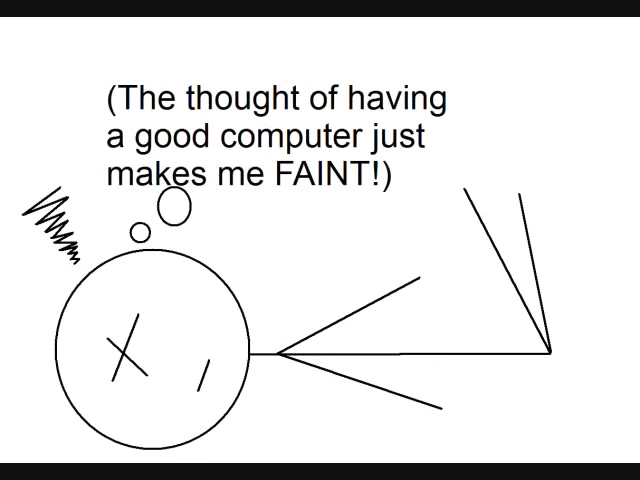 (The thought of having
a good computer just
makes me FAINT!)